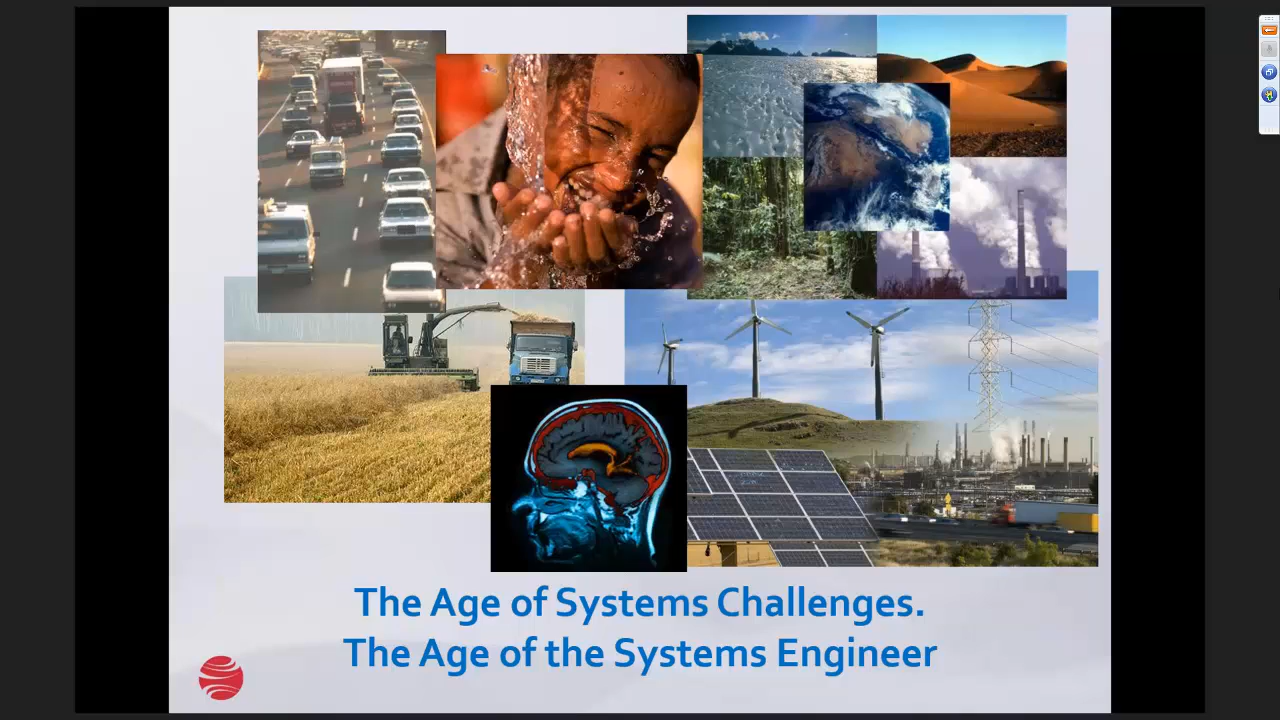 The Age of Systems Challenges.
The Age of the Systems Engineer